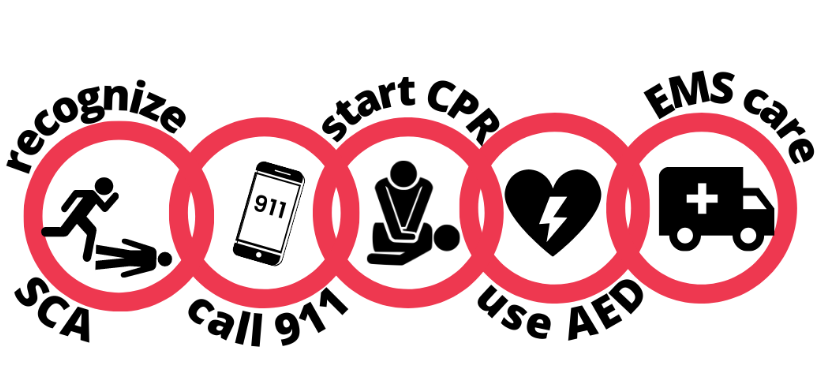 recognize
SCA
911
call 911
start CPR
use AED
EMS care